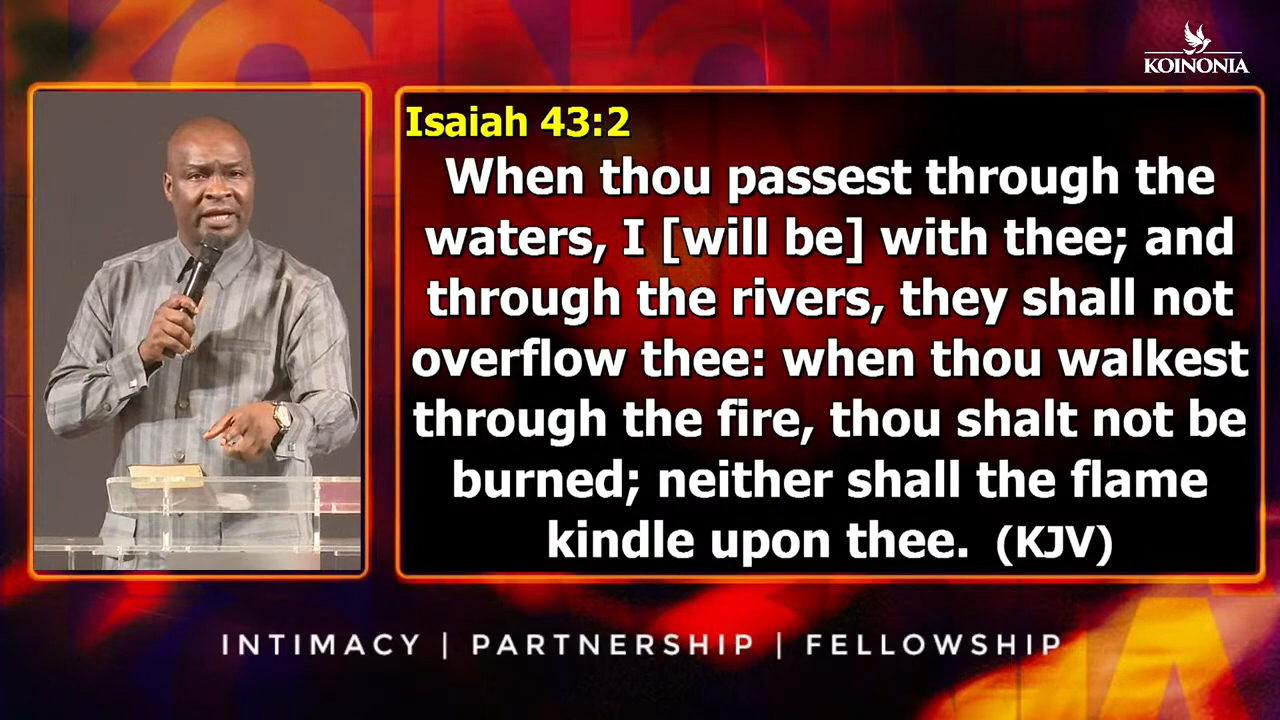 KOINONIA
Isaiah 43:2
When thou passest through the
waters, I [will be] with thee; and
through the rivers, they shall not
overflow thee: when thou walkest
through the fire, thou shalt not be
burned; neither shall the flame
kindle upon thee. (KJV)
INTIMACY | PARTNERSHIP | FELLOWSHIP